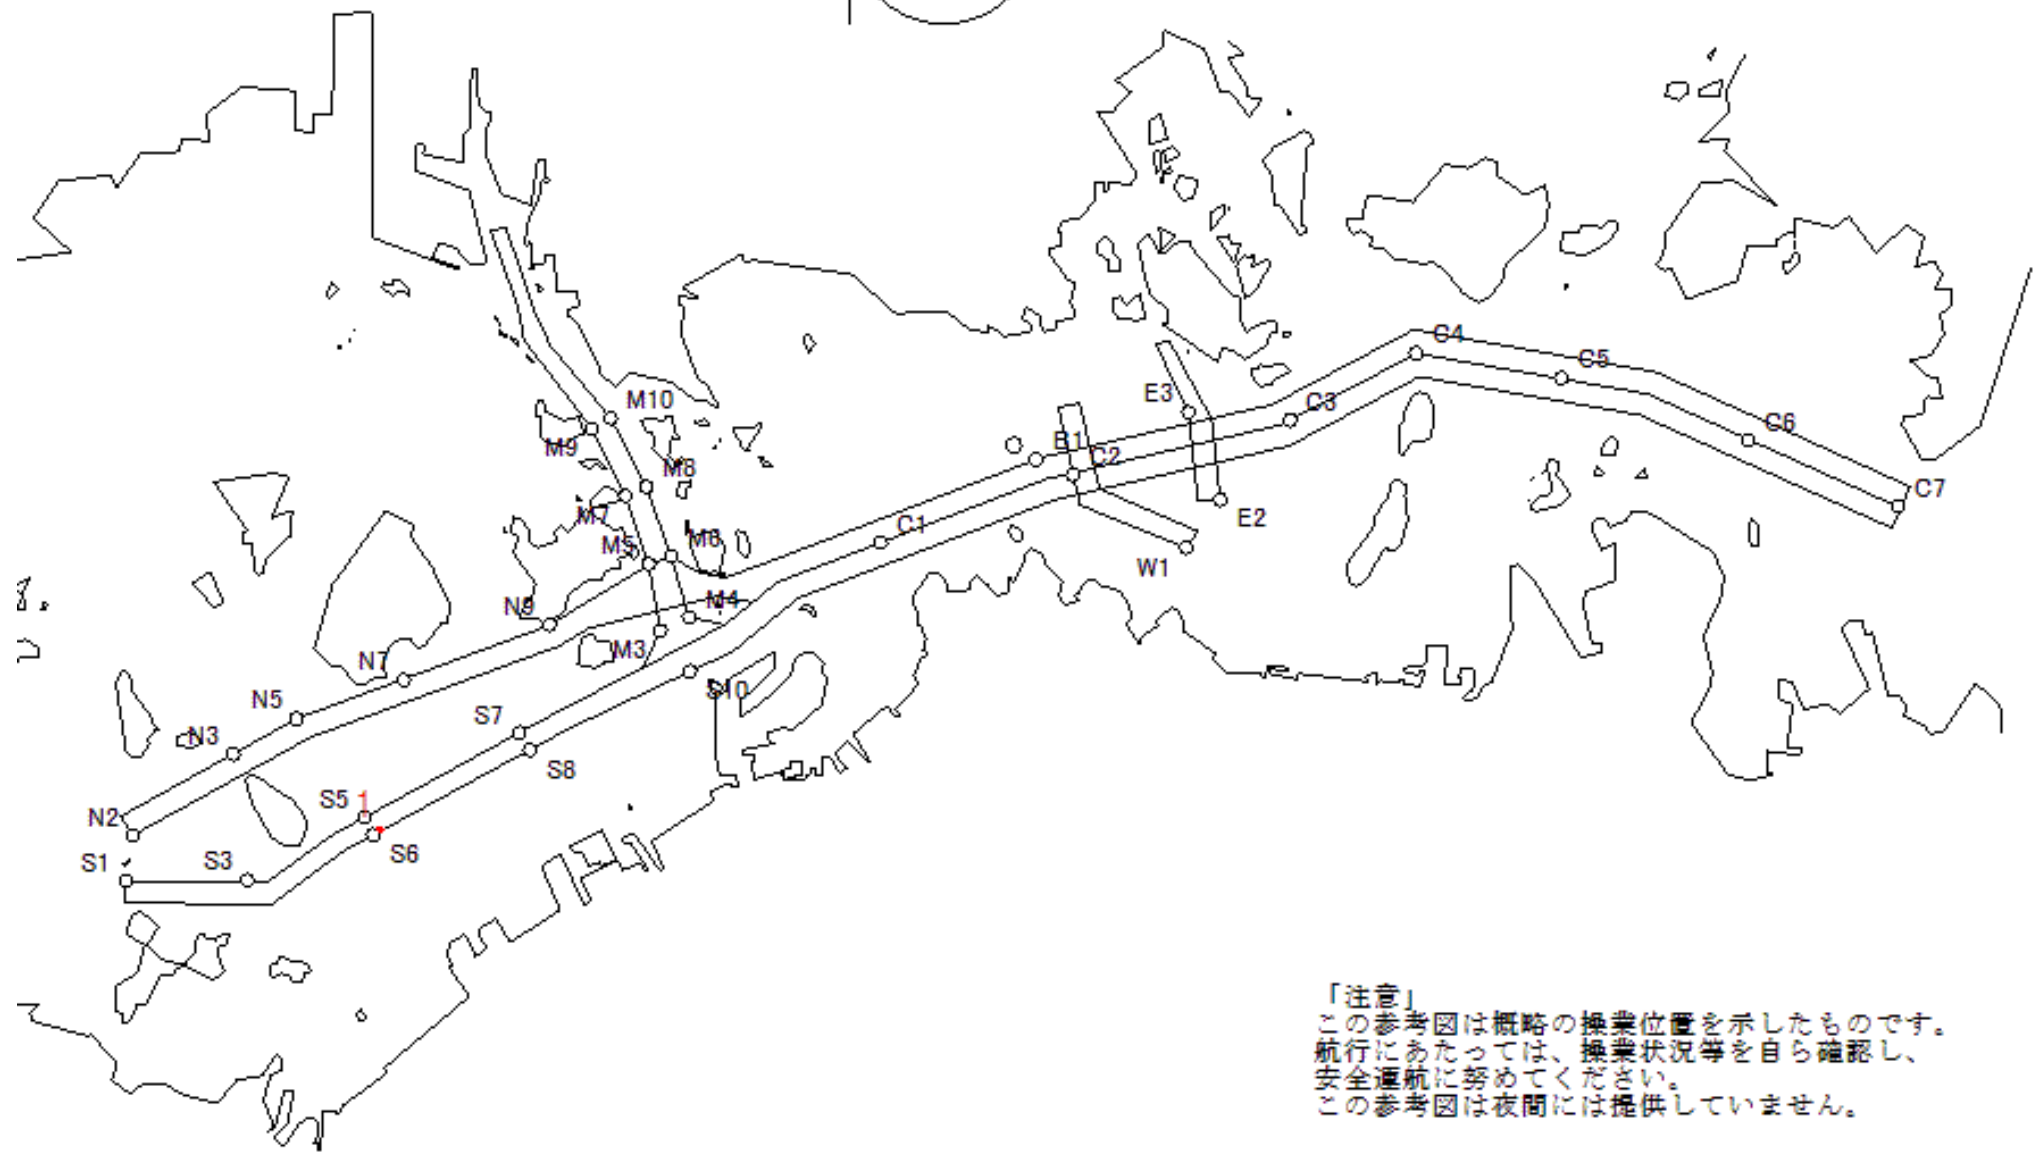 C4
C5
M10
E3
C3
C6
M9
B1
C2
M8
C7
M7
E2
C1
M5
M6
W1
N9
M4
M3
N7
S10
N5
S7
N3
S8
S5
1
N2
S6
S1
S3
「注意」
この参考図は概略の操業位置を示したものです。
航行にあたっては、操業状況等を自ら確認し、
安全運航に努めてください。
この参考図は夜間には提供していません。